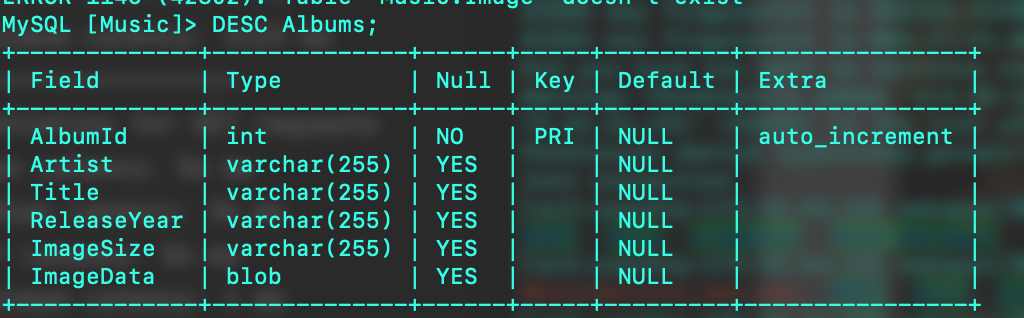 ERROR 1146 (42S02): Table 'Music.Image' doesn't exist
MySQL [Music]> DESC Albums;
+------------+--------------+------+-----+---------+----------------+
| Field      | Type         | Null | Key | Default | Extra          |
+------------+--------------+------+-----+---------+----------------+
| AlbumId    | int          | NO   | PRI | NULL    | auto_increment |
| Artist     | varchar(255) | YES  |     | NULL    |                |
| Title      | varchar(255) | YES  |     | NULL    |                |
| ReleaseYear | varchar(255) | YES  |     | NULL    |                |
| ImageSize  | varchar(255) | YES  |     | NULL    |                |
| ImageData  | blob         | YES  |     | NULL    |                |
+------------+--------------+------+-----+---------+----------------+